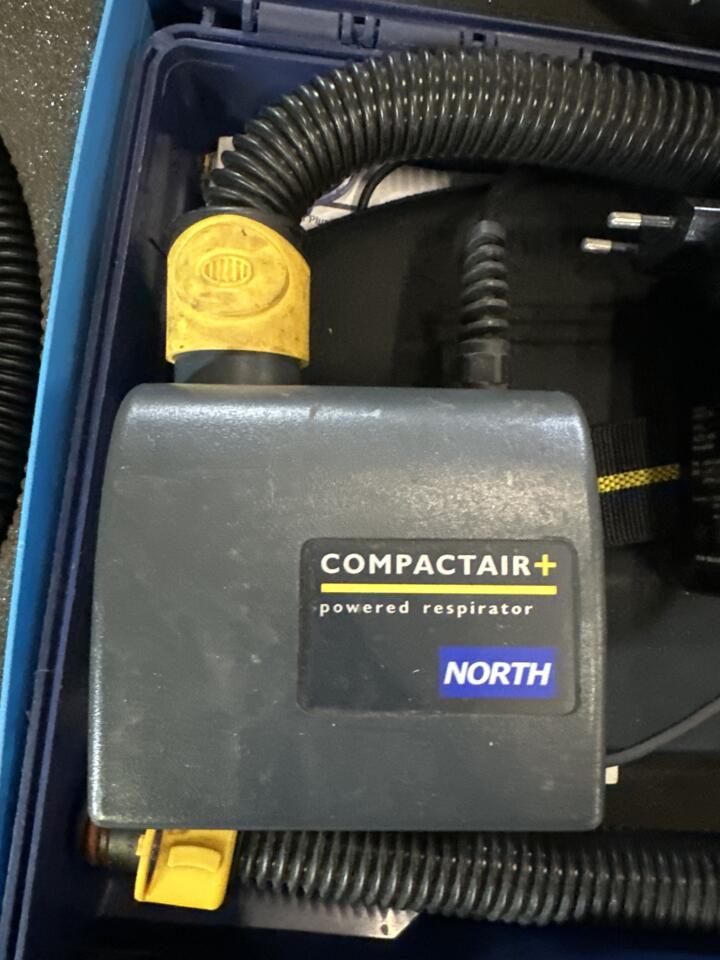 COMPACTAIR+
powered respirator
NORTH